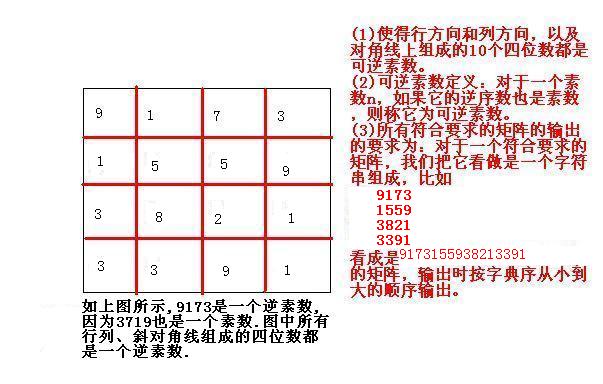 9 1 7 3
1 5 5 9
3 8 2 1
3 3 9 1
如上图所示,9173是一个逆素数,
因为3719也是一个素数.图中所有
行列、斜对角线组成的四位数都
是一个逆素数.
(1)使得行方向和列方向，以及
对角线上组成的10个四位数都是
可逆素数。
(2)可逆素数定义：对于一个素
数n，如果它的逆序数也是素数
，则称它为可逆素数。
(3)所有符合要求的矩阵的输出
的要求为：对于一个符合要求的
矩阵，我们把它看做是一个字符
串组成，比如
9173
1559
3821
3391
看成是9173155938213391
的矩阵，输出时按字典序从小到
大的顺序输出。